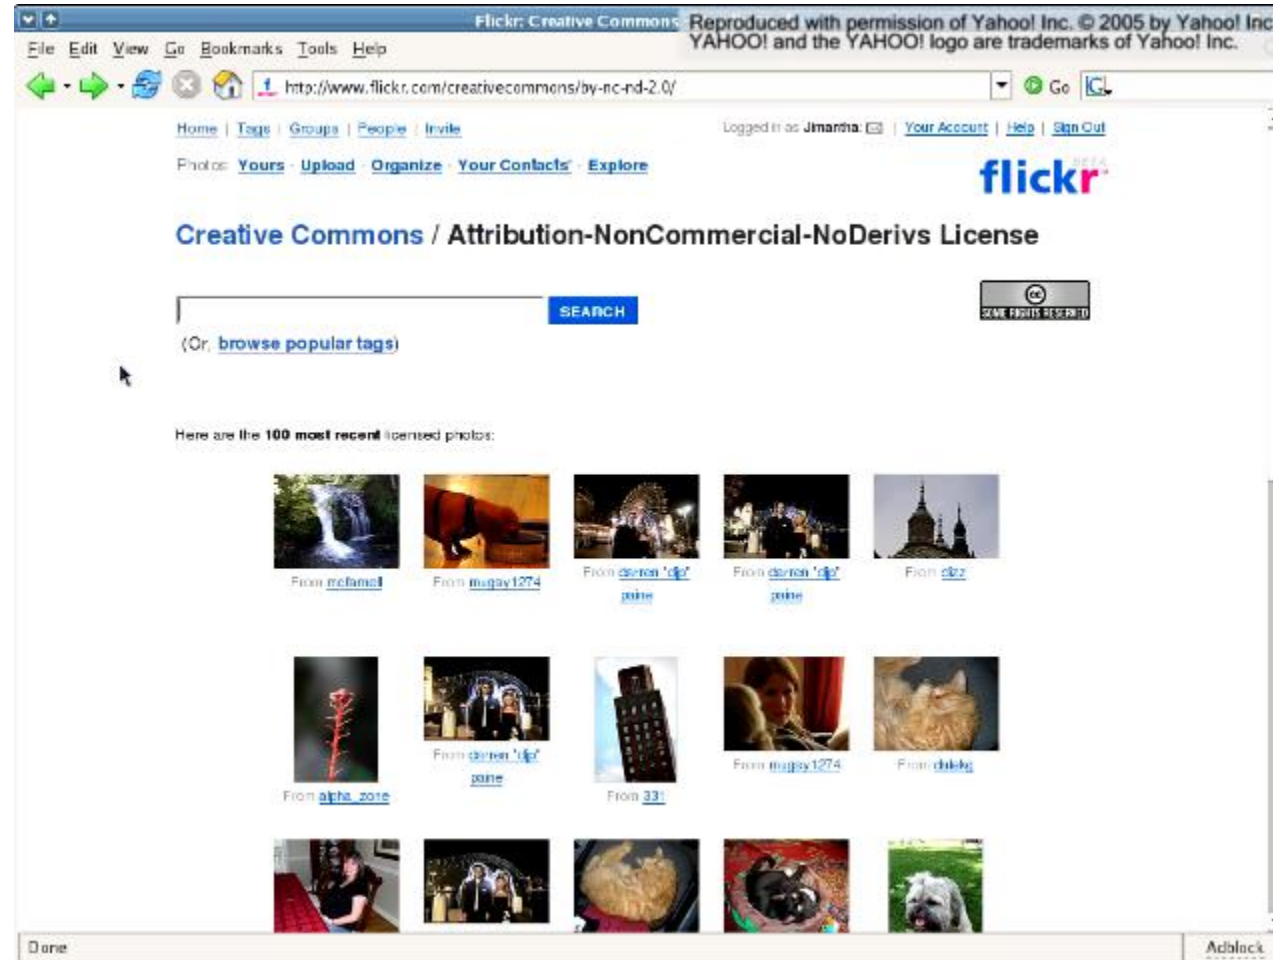 Flickr: Creative Commons
Reproduced with permission of Yahoo! Inc. © 2005 by Yahoo! Inc
YAHOO! and the YAHOO! logo are trademarks of Yahoo! Inc.
File Edit View Go Bookmarks Tools Help
http://www.flickr.com/creativecommons/by-nc-nd-2.0/
Go
G
Home | Tags | Groups | People | Invite
Logged in as Jimantha: | Your Account | Help | Sign Out
Photos: Yours · Upload · Organize · Your Contacts' · Explore
flickr
BETA
Creative Commons / Attribution-NonCommercial-NoDerivs License
SEARCH
cc
SOME RIGHTS RESERVED
(Or, browse popular tags)
Here are the 100 most recent licensed photos:
From
From mugsy1274
From darren "djp"
paine
From darren "djp"
paine
From dizz
From alpha_zone
From darren "djp"
paine
From 331
From mugsy1274
From
Done
Adblock